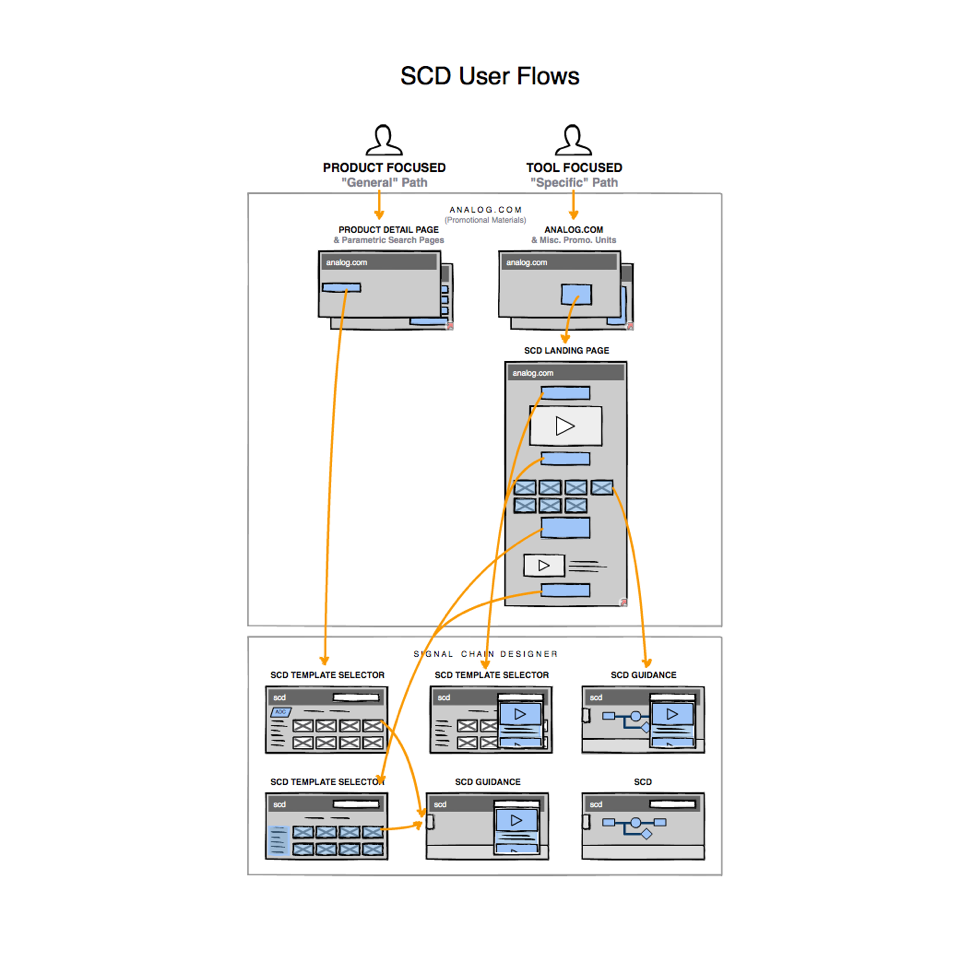 SCD User Flows
PRODUCT FOCUSED
"General" Path
TOOL FOCUSED
"Specific" Path
ANALOG.COM
(Promotional Materials)
PRODUCT DETAIL PAGE
& Parametric Search Pages
ANALOG.COM
& Misc. Promo. Units
analog.com
analog.com
SCD LANDING PAGE
analog.com
SIGNAL CHAIN DESIGNER
SCD TEMPLATE SELECTOR
SCD TEMPLATE SELECTOR
SCD GUIDANCE
scd
scd
scd
ADC
SCD TEMPLATE SELECTOR
SCD GUIDANCE
SCD
scd
scd
scd